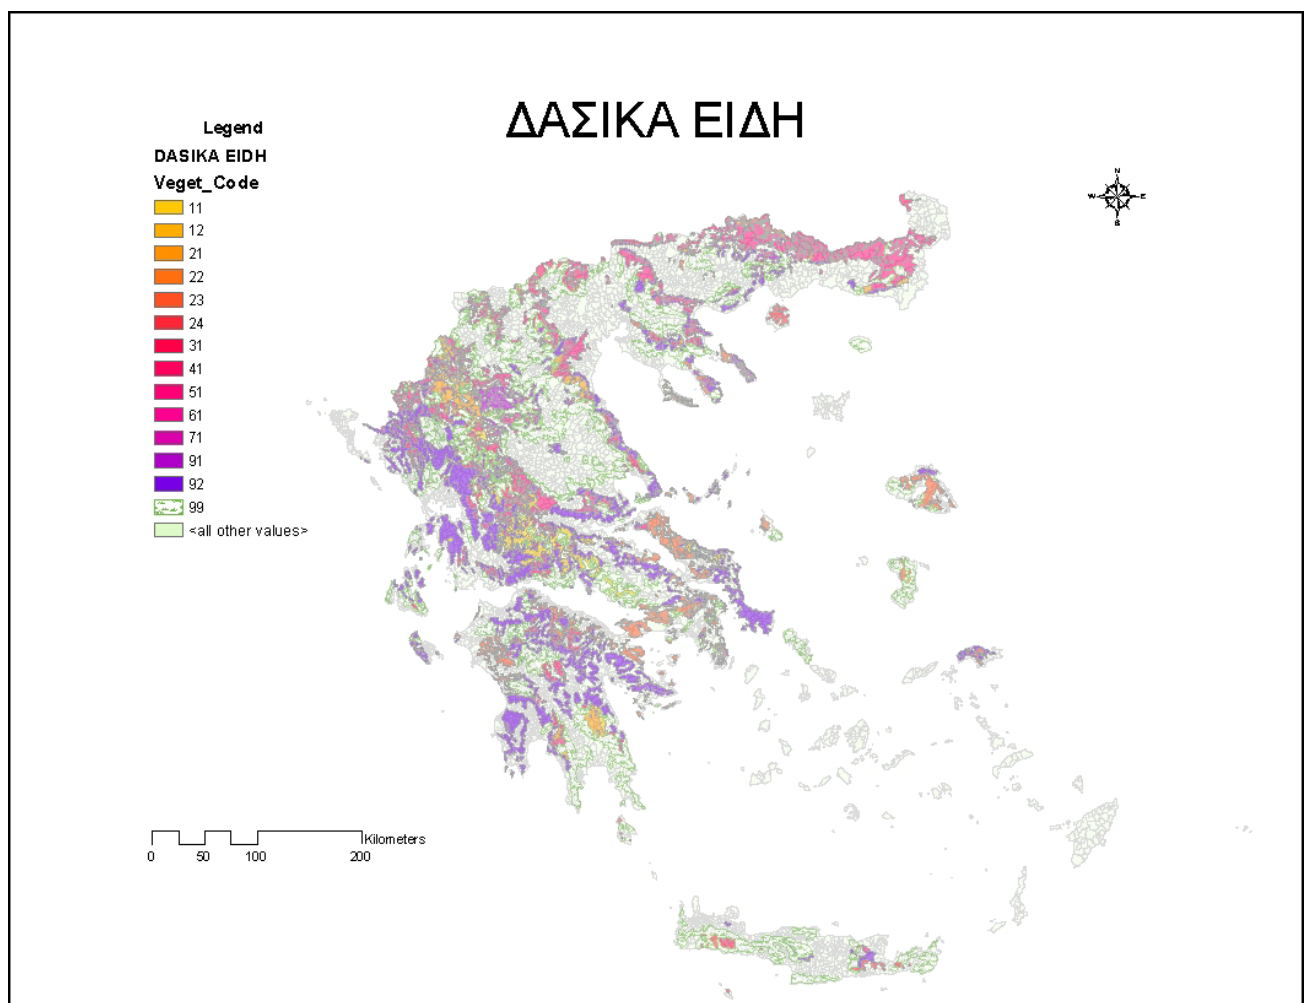 ΔΑΣΙΚΑ ΕΙΔΗ
Legend
DASIKA EIDH
Veget_Code
11
12
21
22
23
24
31
41
51
61
71
91
92
99
<all other values>
N
W E
S
Kilometers
0 50 100 200